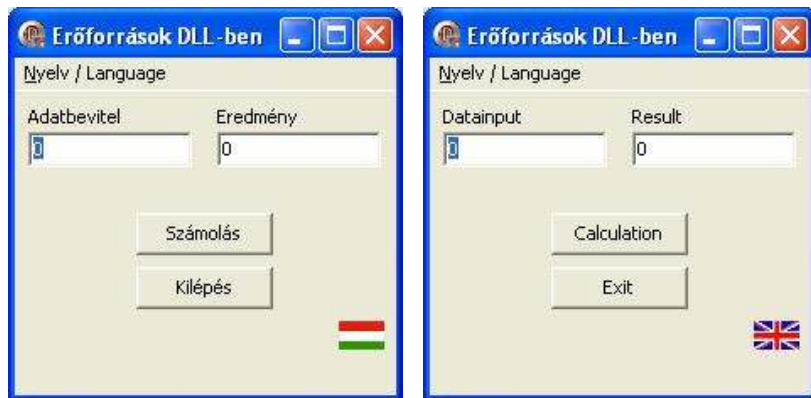 Erőforrások DLL-ben
Nyelv / Language
Adatbevitel Eredmény
0 0
Számolás
Kilépés
Erőforrások DLL-ben
Nyelv / Language
Datainput Result
0 0
Calculation
Exit